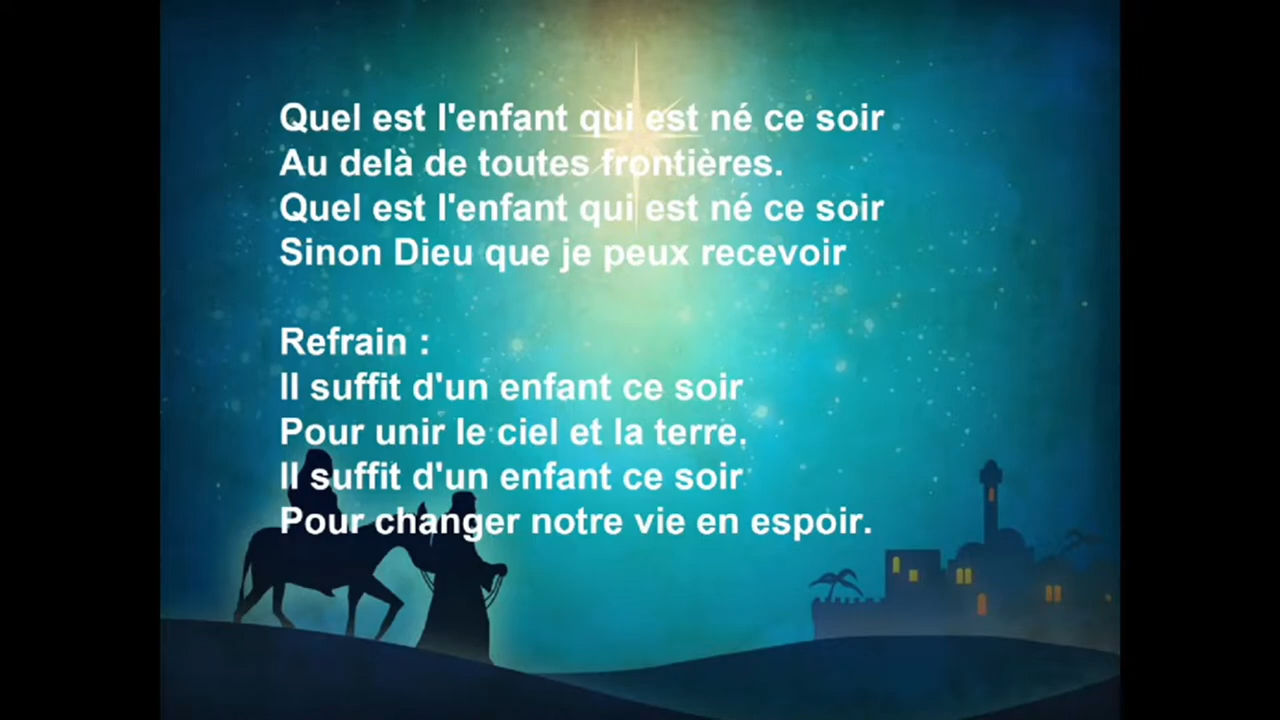 Quel est l'enfant qui est né ce soir
Au delà de toutes frontières.
Quel est l'enfant qui est né ce soir
Sinon Dieu que je peux recevoir
Refrain :
Il suffit d'un enfant ce soir
Pour unir le ciel et la terre.
Il suffit d'un enfant ce soir
Pour changer notre vie en espoir.